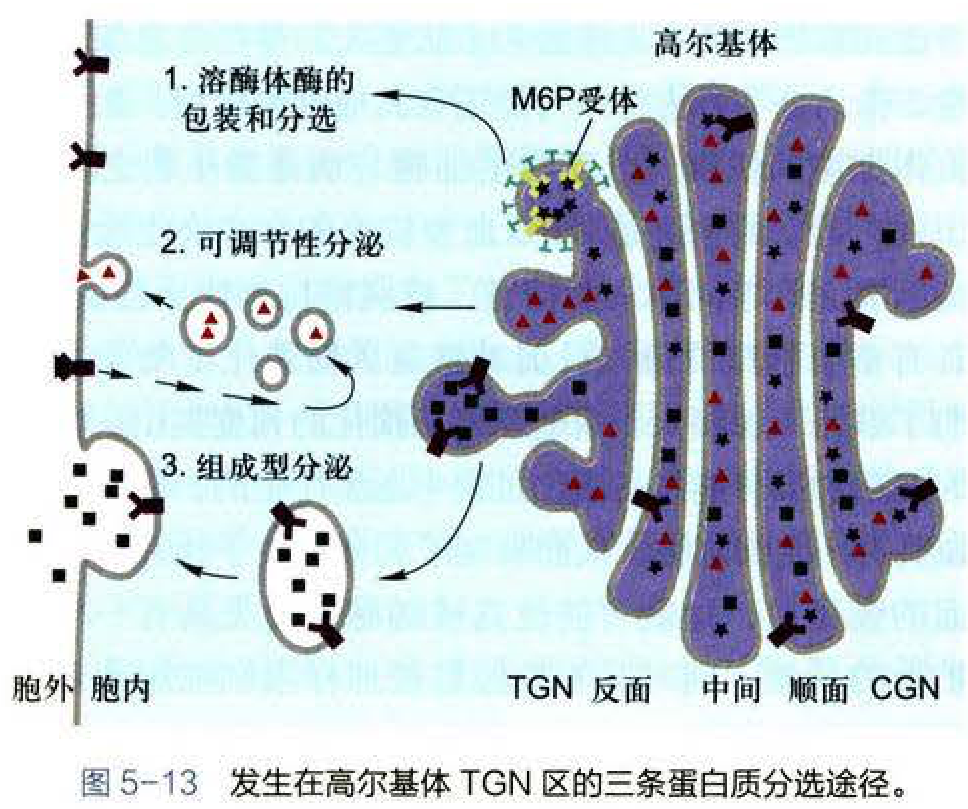 高尔基体
1. 溶酶体酶的
包装和分选
M6P受体
2. 可调节性分泌
3. 组成型分泌
胞外 胞内
TGN 反面 中间 顺面 CGN
图 5-13 发生在高尔基体 TGN 区的三条蛋白质分选途径。